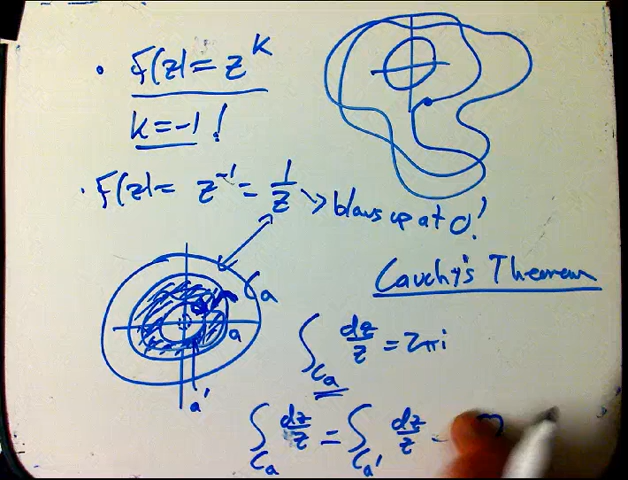 • F(z) = z^k
k = -1 !
• F(z) = z^{-1} = 1/z → blows up at 0!
Cauchy's Theorem
C_a
a
a'
∫_{C_a} dz/z = 2πi
∫_{C_a} dz/z = ∫_{C_a'} dz/z =